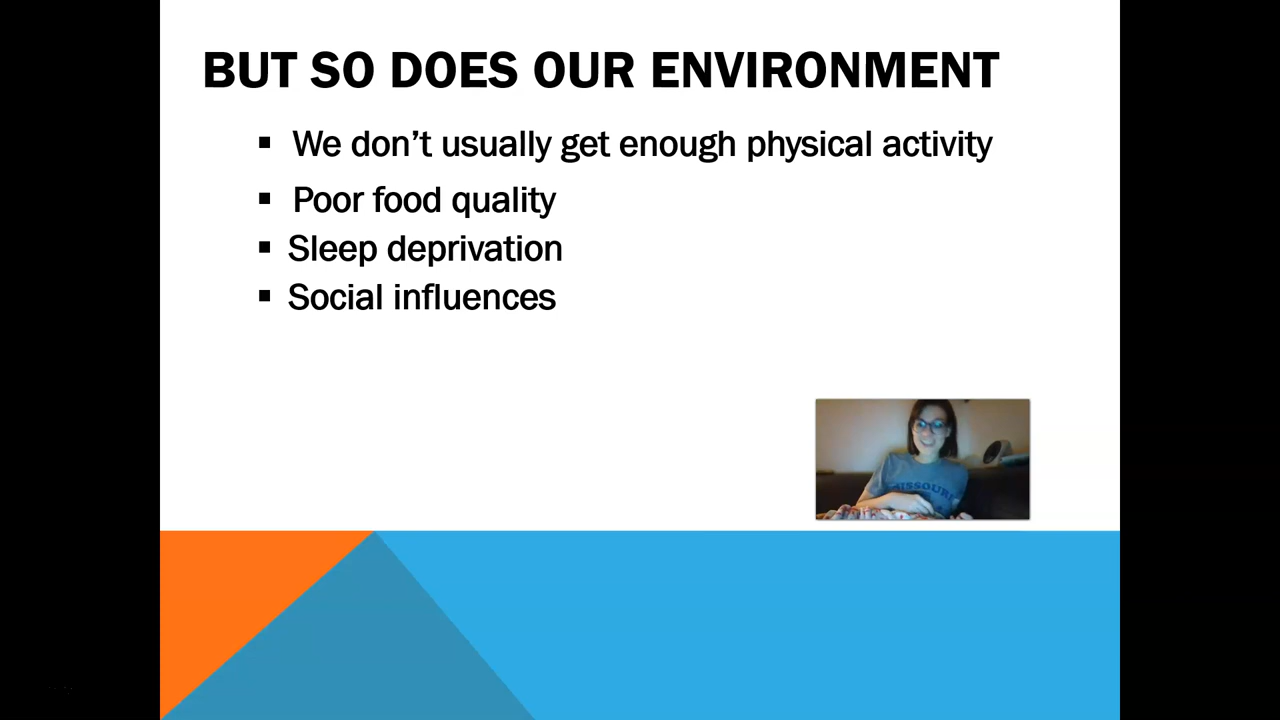 BUT SO DOES OUR ENVIRONMENT
▪ We don’t usually get enough physical activity
▪ Poor food quality
▪ Sleep deprivation
▪ Social influences
MISSOURI